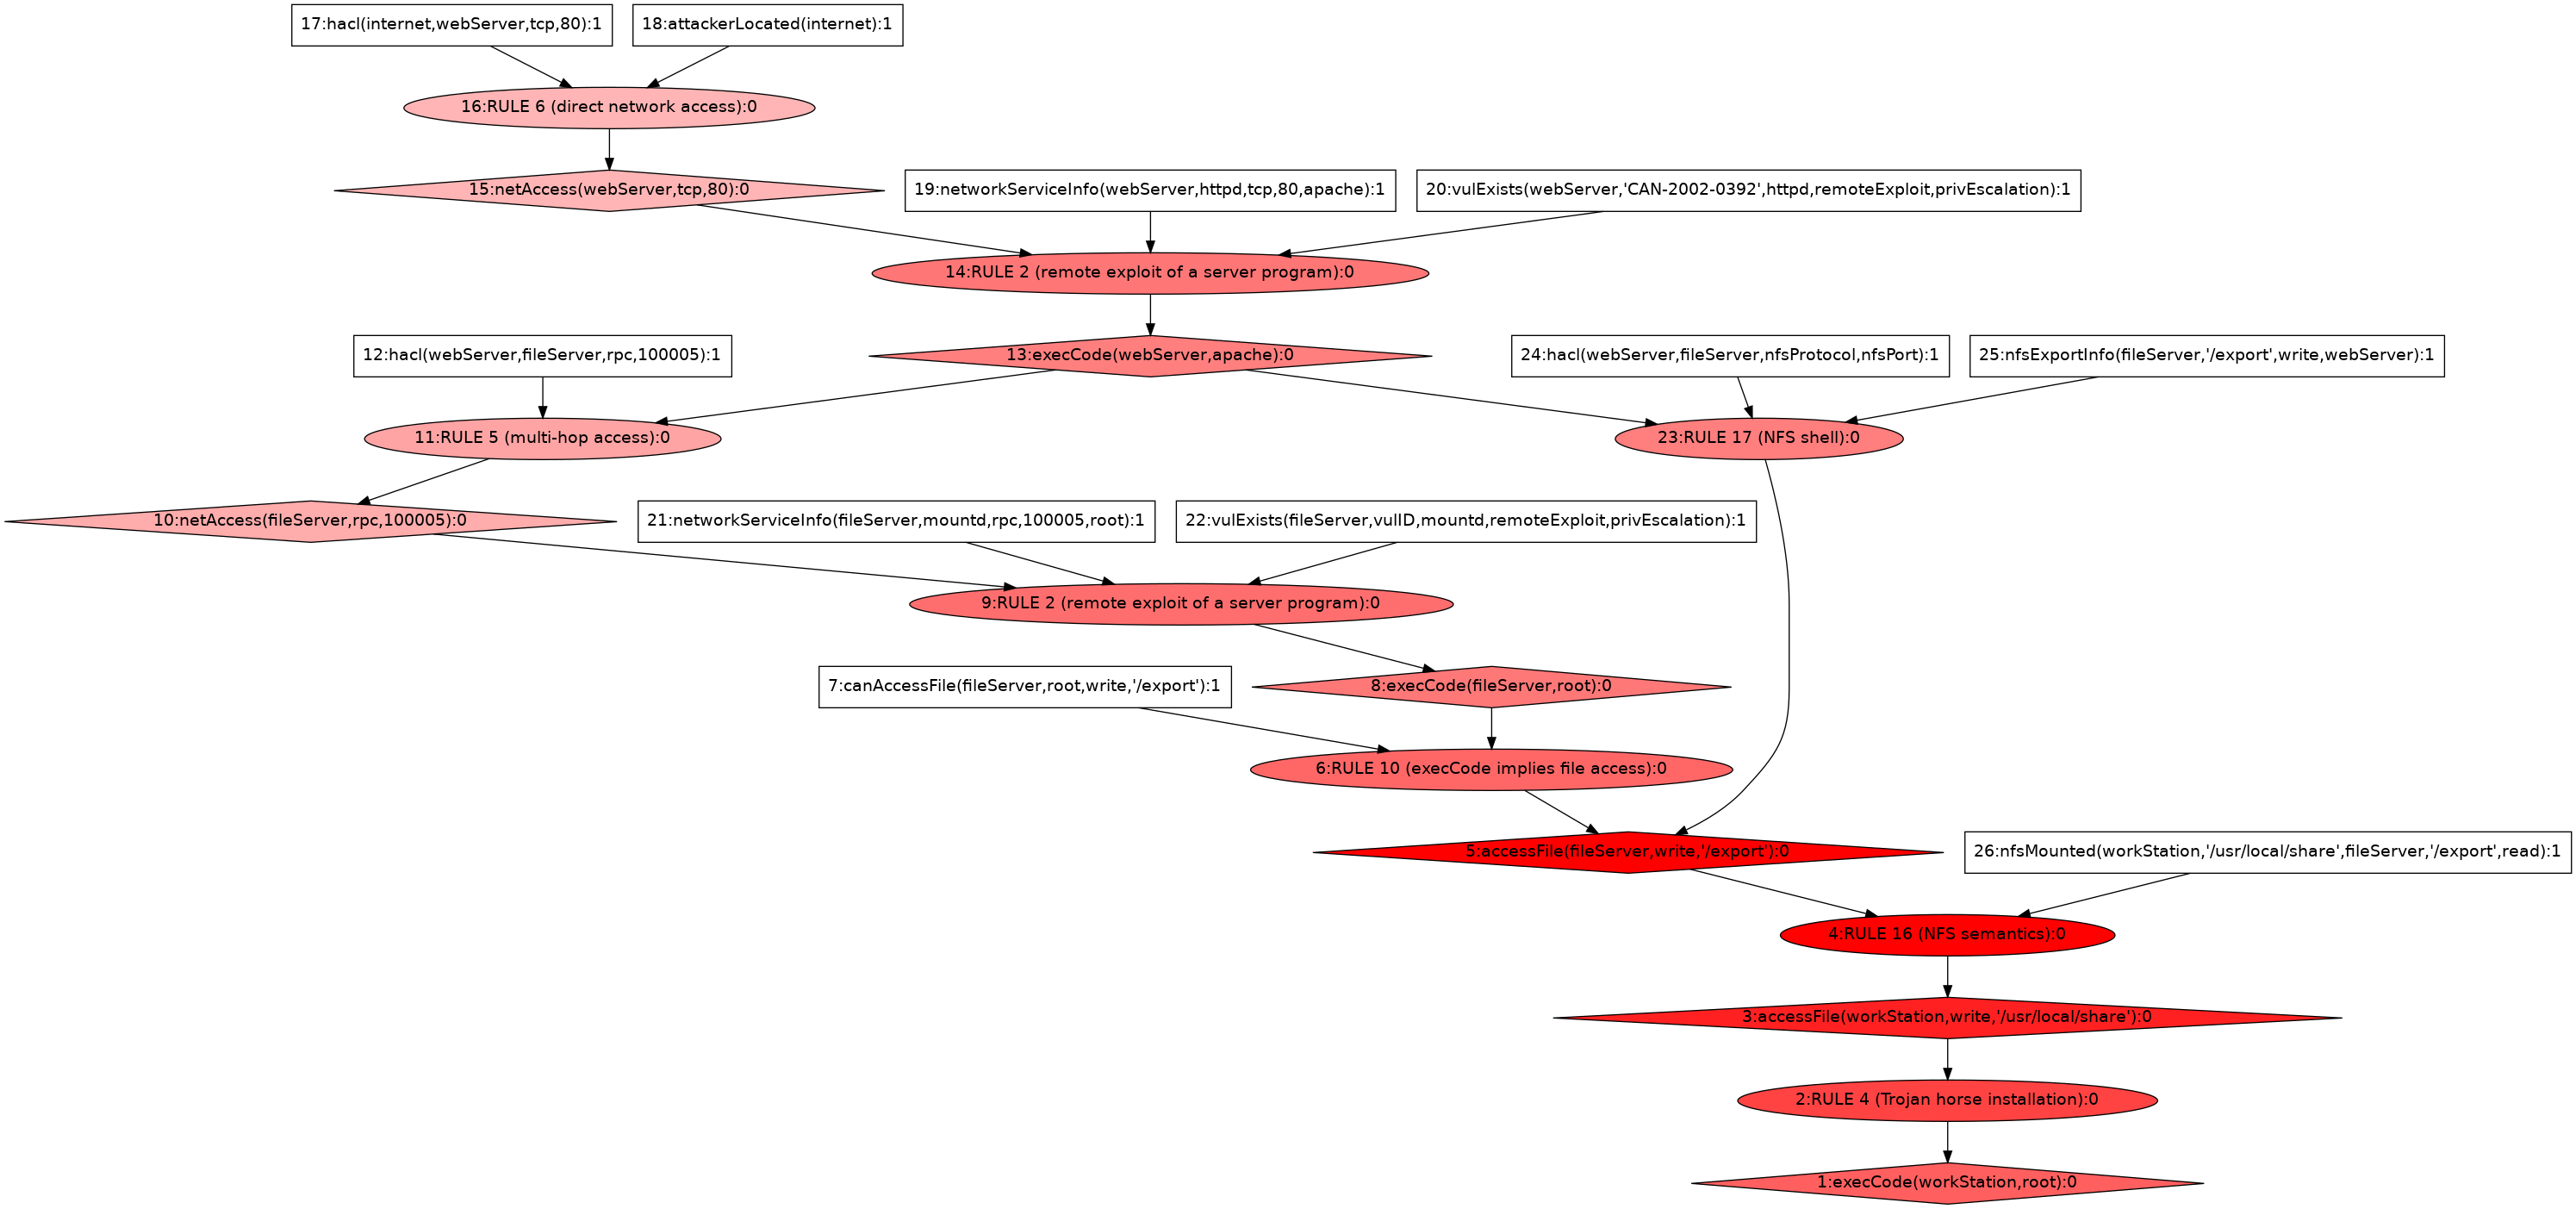 17:hacl(internet,webServer,tcp,80):1
18:attackerLocated(internet):1
16:RULE 6 (direct network access):0
15:netAccess(webServer,tcp,80):0
19:networkServiceInfo(webServer,httpd,tcp,80,apache):1
20:vulExists(webServer,'CAN-2002-0392',httpd,remoteExploit,privEscalation):1
14:RULE 2 (remote exploit of a server program):0
12:hacl(webServer,fileServer,rpc,100005):1
13:execCode(webServer,apache):0
24:hacl(webServer,fileServer,nfsProtocol,nfsPort):1
25:nfsExportInfo(fileServer,'/export',write,webServer):1
11:RULE 5 (multi-hop access):0
23:RULE 17 (NFS shell):0
10:netAccess(fileServer,rpc,100005):0
21:networkServiceInfo(fileServer,mountd,rpc,100005,root):1
22:vulExists(fileServer,vulID,mountd,remoteExploit,privEscalation):1
9:RULE 2 (remote exploit of a server program):0
7:canAccessFile(fileServer,root,write,'/export'):1
8:execCode(fileServer,root):0
6:RULE 10 (execCode implies file access):0
5:accessFile(fileServer,write,'/export'):0
26:nfsMounted(workStation,'/usr/local/share',fileServer,'/export',read):1
4:RULE 16 (NFS semantics):0
3:accessFile(workStation,write,'/usr/local/share'):0
2:RULE 4 (Trojan horse installation):0
1:execCode(workStation,root):0